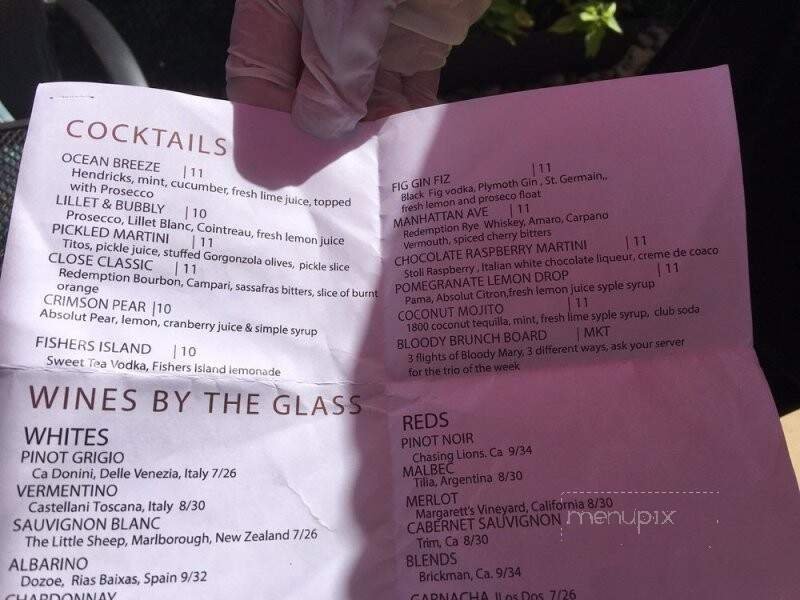 COCKTAILS
OCEAN BREEZE | 11
Hendricks, mint, cucumber, fresh lime juice, topped
with Prosecco
LILLET & BUBBLY | 10
Prosecco, Lillet Blanc, Cointreau, fresh lemon juice
PICKLED MARTINI | 11
Titos, pickle juice, stuffed Gorgonzola olives, pickle slice
CLOSE CLASSIC | 11
Redemption Bourbon, Campari, sassafras bitters, slice of burnt
orange
CRIMSON PEAR |10
Absolut Pear, lemon, cranberry juice & simple syrup
FISHERS ISLAND | 10
Sweet Tea Vodka, Fishers Island lemonade
FIG GIN FIZ | 11
Black Fig vodka, Plymoth Gin , St. Germain,,
fresh lemon and proseco float
MANHATTAN AVE | 11
Redemption Rye Whiskey, Amaro, Carpano
Vermouth, spiced cherry bitters
CHOCOLATE RASPBERRY MARTINI | 11
Stoli Raspberry , Italian white chocolate liqueur, creme de coaco
POMEGRANATE LEMON DROP | 11
Pama, Absolut Citron,fresh lemon juice syple syrup
COCONUT MOJITO | 11
1800 coconut tequilla, mint, fresh lime syple syrup, club soda
BLOODY BRUNCH BOARD | MKT
3 flights of Bloody Mary, 3 different ways, ask your server
for the trio of the week
WINES BY THE GLASS
WHITES
PINOT GRIGIO
Ca Donini, Delle Venezia, Italy 7/26
VERMENTINO
Castellani Toscana, Italy 8/30
SAUVIGNON BLANC
The Little Sheep, Marlborough, New Zealand 7/26
ALBARINO
Dozoe, Rias Baixas, Spain 9/32
CHARDONNAY
REDS
PINOT NOIR
Chasing Lions. Ca 9/34
MALBEC
Tilia, Argentina 8/30
MERLOT
Margarett's Vineyard, California 8/30
CABERNET SAUVIGNON
Trim, Ca 8/30
BLENDS
Brickman, Ca. 9/34
GARNACHA Los Dos 7/26
menupix